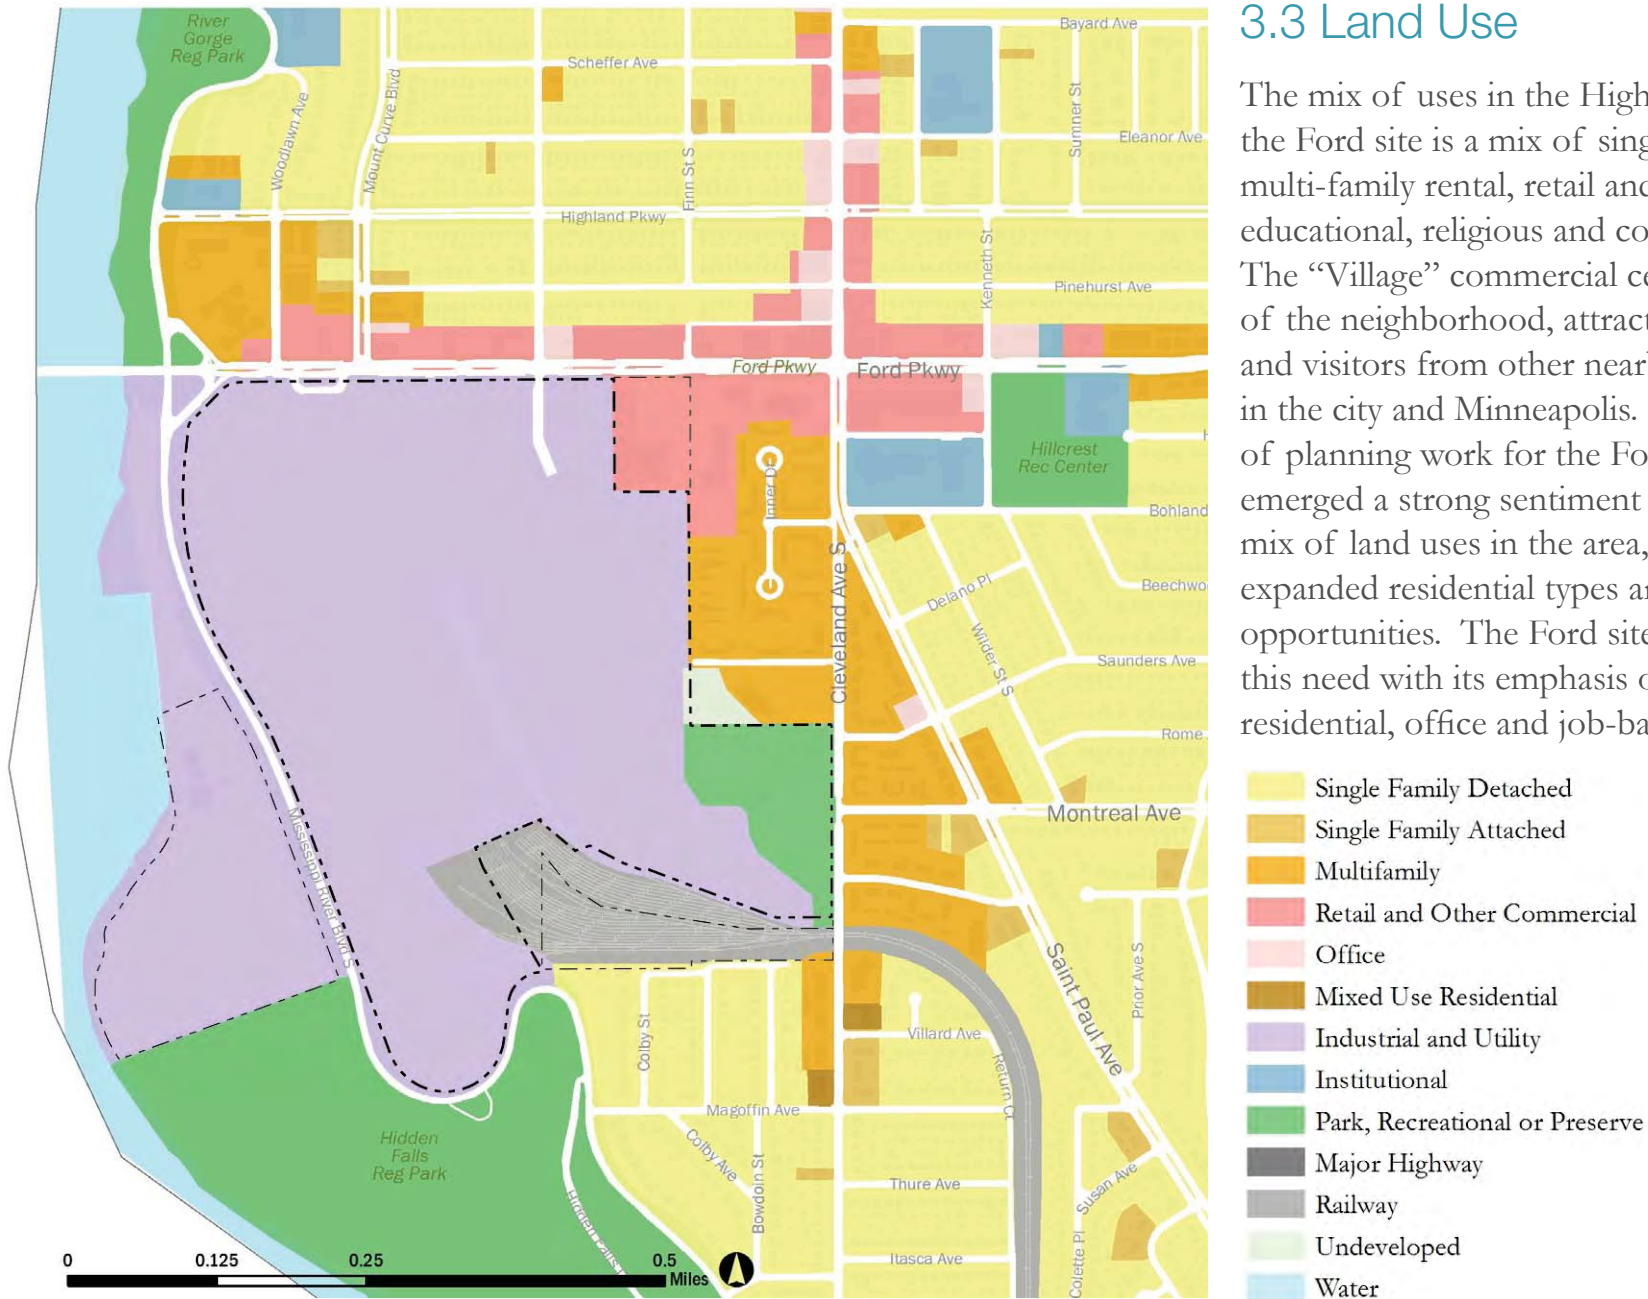 3.3 Land Use
The mix of uses in the High
the Ford site is a mix of sing
multi-family rental, retail and
educational, religious and co
The “Village” commercial ce
of the neighborhood, attract
and visitors from other near
in the city and Minneapolis.
of planning work for the Fo
emerged a strong sentiment
mix of land uses in the area,
expanded residential types a
opportunities. The Ford site
this need with its emphasis o
residential, office and job-ba
Single Family Detached
Single Family Attached
Multifamily
Retail and Other Commercial
Office
Mixed Use Residential
Industrial and Utility
Institutional
Park, Recreational or Preserve
Major Highway
Railway
Undeveloped
Water
River
Gorge
Reg Park
Bayard Ave
Scheffer Ave
Woodlawn Ave
Mount Curve Blvd
Sumner St
Eleanor Ave
Finn St S
Highland Pkwy
Kenneth St
Pinehurst Ave
Ford Pkwy
Ford Pkwy
Hillcrest
Rec Center
Inner Dr
Bohland
Cleveland Ave S
Delano Pl
Beechwo
Wilder St S
Saunders Ave
Rome
Montreal Ave
Mississippi River Blvd S
Saint Paul Ave
Prior Ave S
Colby St
Villard Ave
Return Ct
Magoffin Ave
Colby Ave
Bowdoin St
Hidden
Falls
Reg Park
Hidden Falls
Thure Ave
Susan Ave
Colette Pl
Itasca Ave
0 0.125 0.25 0.5
Miles